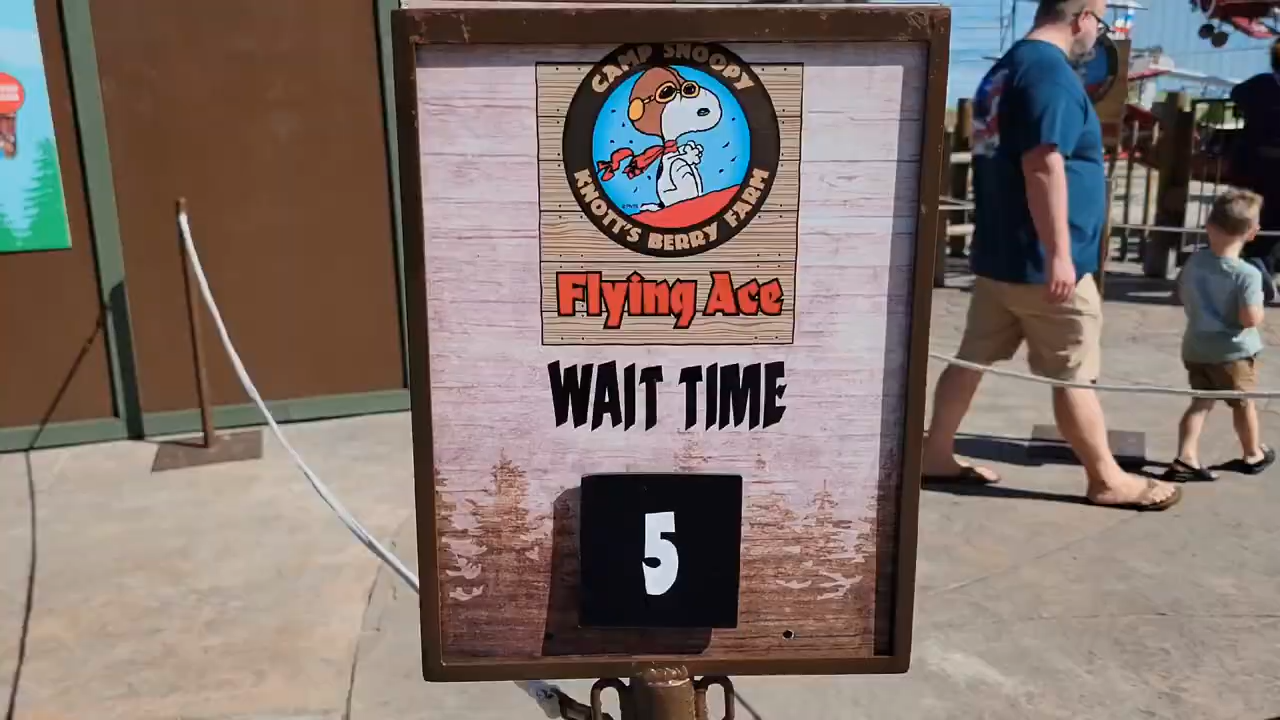 CAMP SNOOPY
KNOTT'S BERRY FARM
Flying Ace
WAIT TIME
5